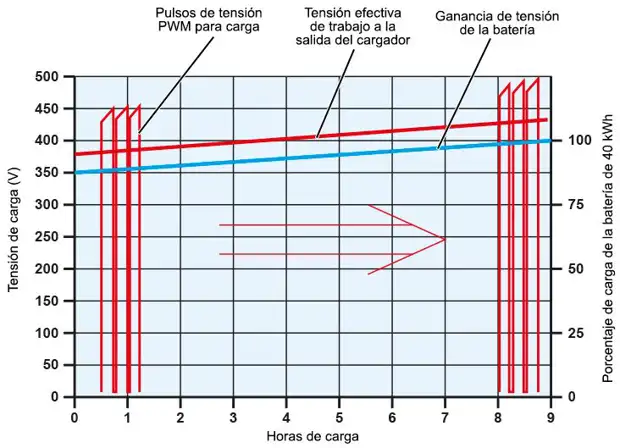 Pulsos de tensión
PWM para carga
Tensión efectiva
de trabajo a la
salida del cargador
Ganancia de tensión
de la batería
Tensión de carga (V)
500
450
400
350
300
250
200
150
100
50
0
100
75
50
25
0
Porcentaje de carga de la batería de 40 kWh
0 1 2 3 4 5 6 7 8 9
Horas de carga